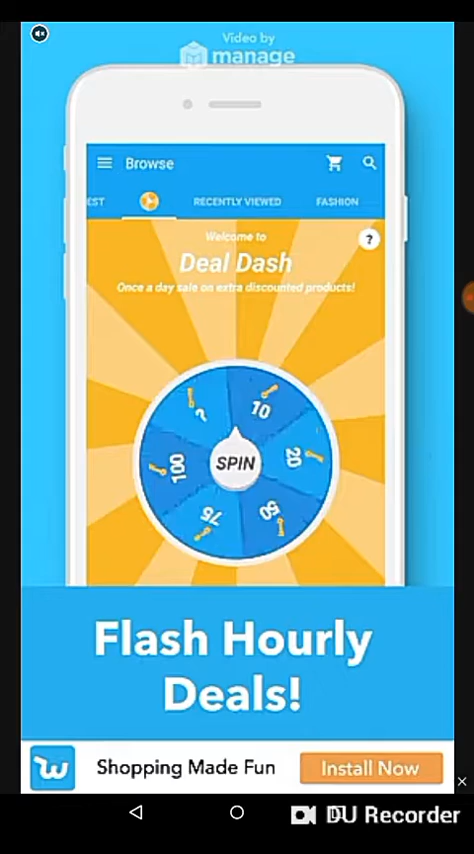 Video by
manage
Browse
EST
RECENTLY VIEWED
FASHION
Welcome to
?
Deal Dash
Once a day sale on extra discounted products!
?
10
100
SPIN
20
75
50
Flash Hourly
Deals!
Shopping Made Fun
Install Now
DU Recorder